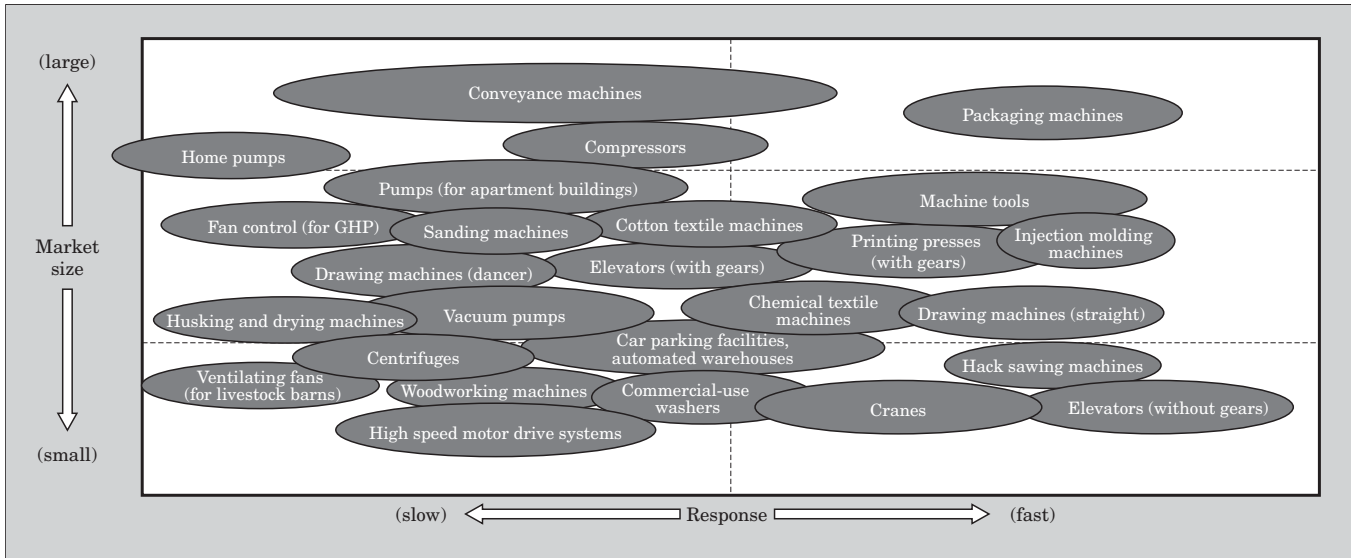 (large)
Conveyance machines
Packaging machines
Compressors
Home pumps
Pumps (for apartment buildings)
Machine tools
Fan control (for GHP)
Sanding machines
Cotton textile machines
Printing presses
(with gears)
Injection molding
machines
Market
size
Drawing machines (dancer)
Elevators (with gears)
Chemical textile
machines
Drawing machines (straight)
Husking and drying machines
Vacuum pumps
Car parking facilities,
automated warehouses
Centrifuges
Hack sawing machines
Ventilating fans
(for livestock barns)
Woodworking machines
Commercial-use
washers
Cranes
Elevators (without gears)
High speed motor drive systems
(small)
(slow)
Response
(fast)